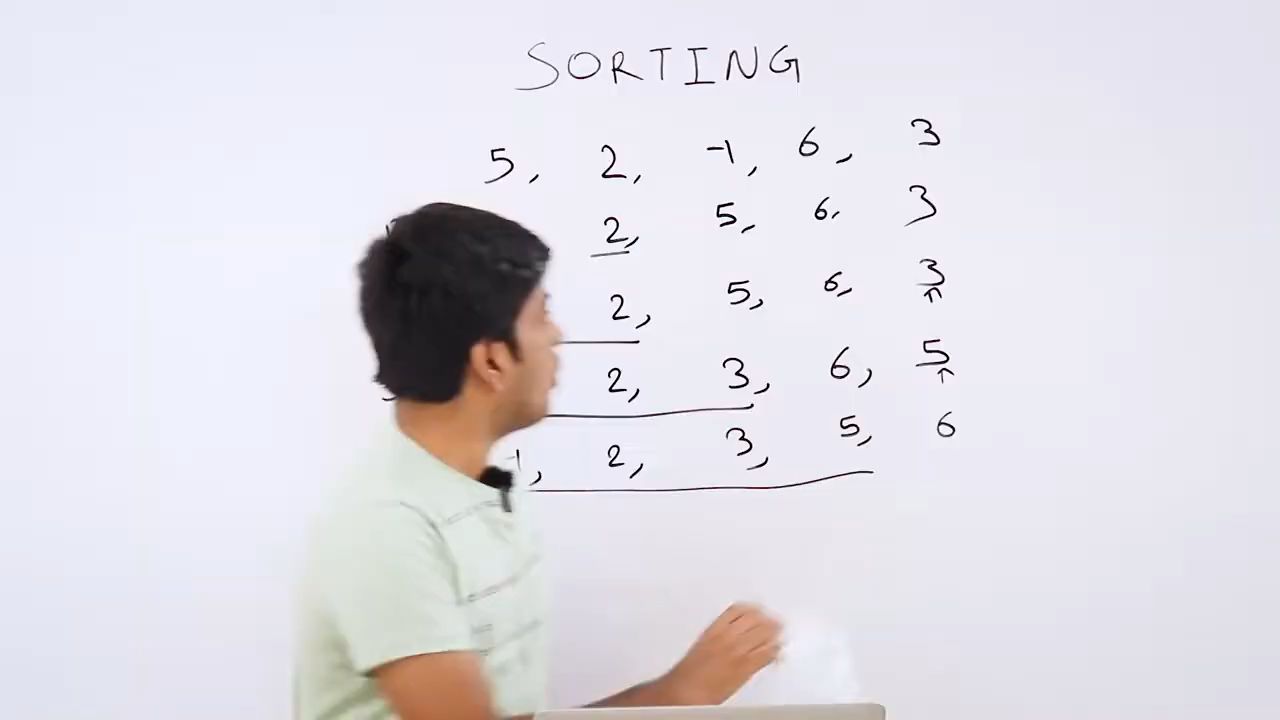 SORTING
5, 2, -1, 6, 3
2, 5, 6, 3
2, 5, 6, 3
2, 3, 6, 5
-1, 2, 3, 5, 6